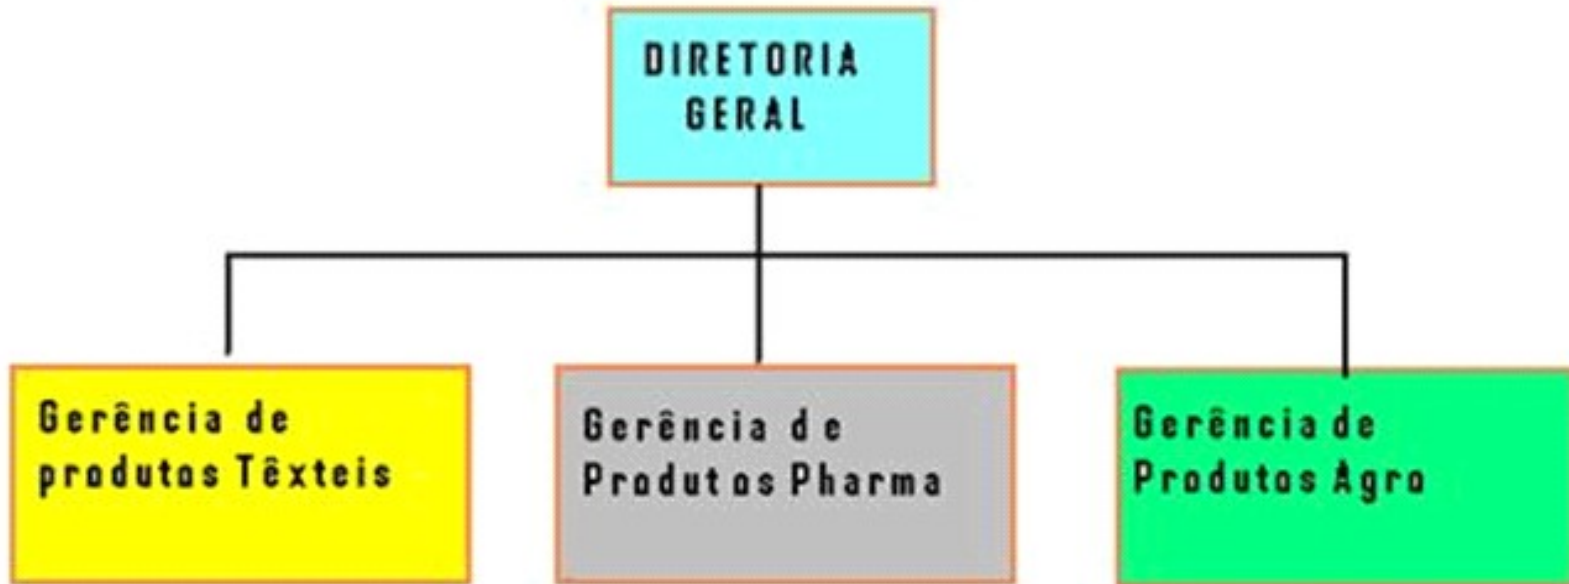 DIRETORIA
GERAL
Gerência de
produtos Têxteis
Gerência de
Produtos Pharma
Gerência de
Produtos Agro